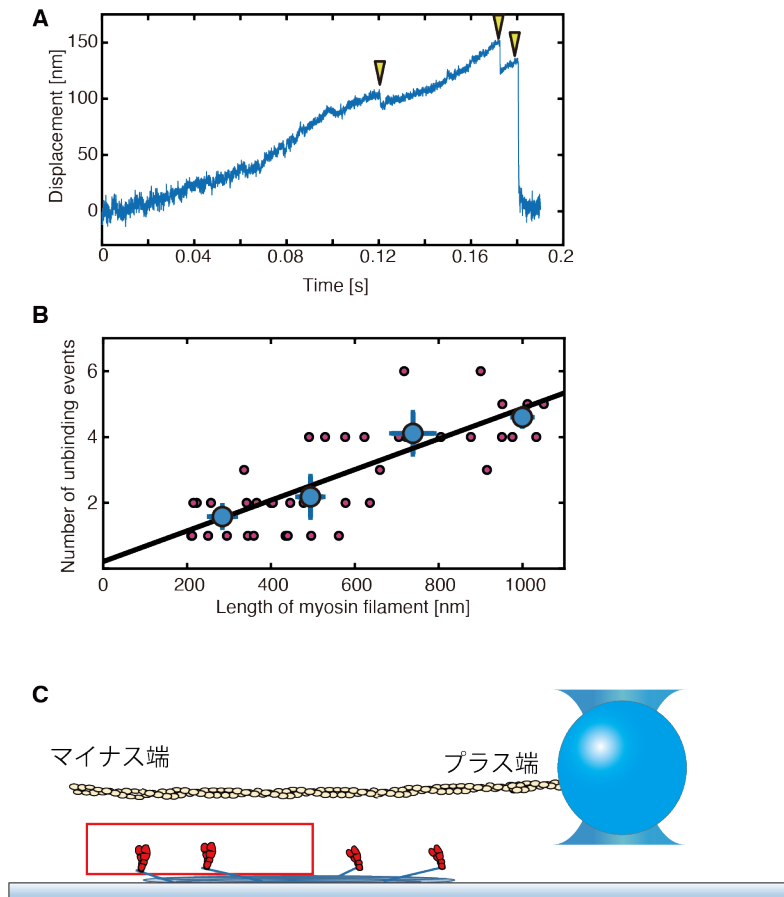 A
Displacement [nm]
150
100
50
0
0 0.04 0.08 0.12 0.16 0.2
Time [s]
B
Number of unbinding events
6
4
2
0 200 400 600 800 1000
Length of myosin filament [nm]
C
マイナス端
プラス端